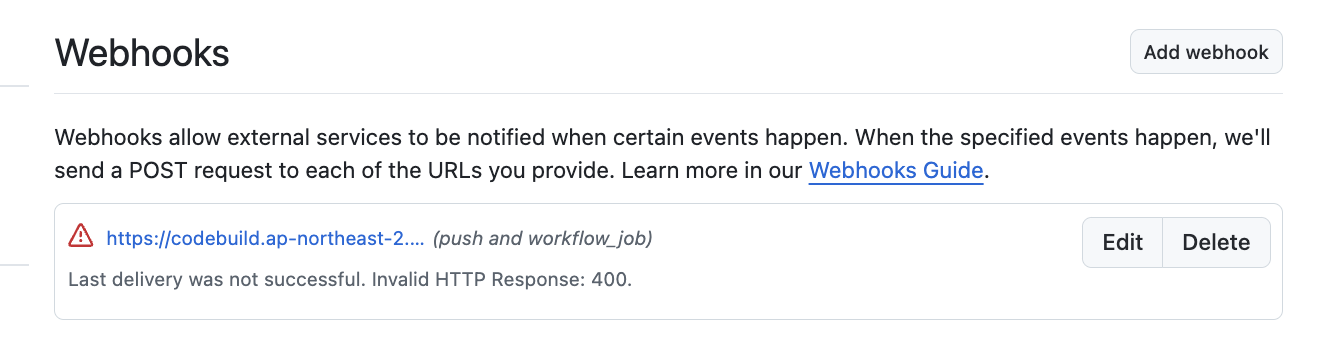 Webhooks
Add webhook
Webhooks allow external services to be notified when certain events happen. When the specified events happen, we'll
send a POST request to each of the URLs you provide. Learn more in our Webhooks Guide.
https://codebuild.ap-northeast-2.... (push and workflow_job)
Edit
Delete
Last delivery was not successful. Invalid HTTP Response: 400.